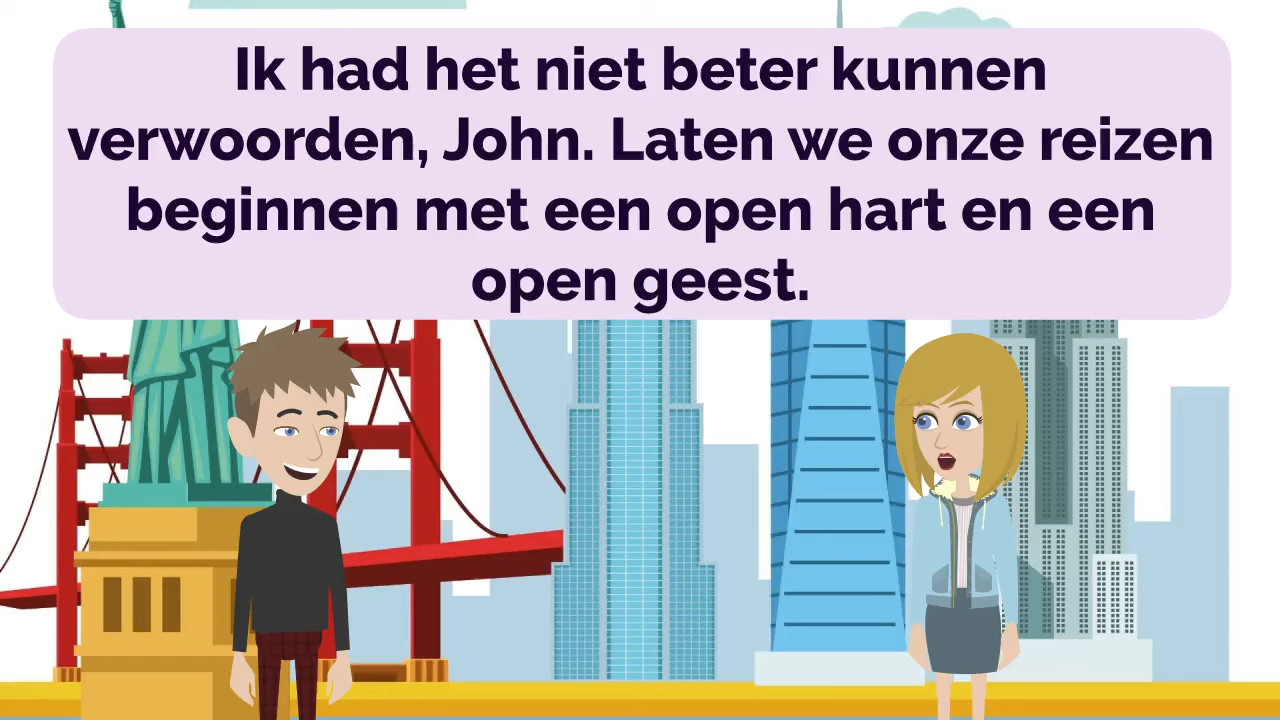 Ik had het niet beter kunnen
verwoorden, John. Laten we onze reizen
beginnen met een open hart en een
open geest.